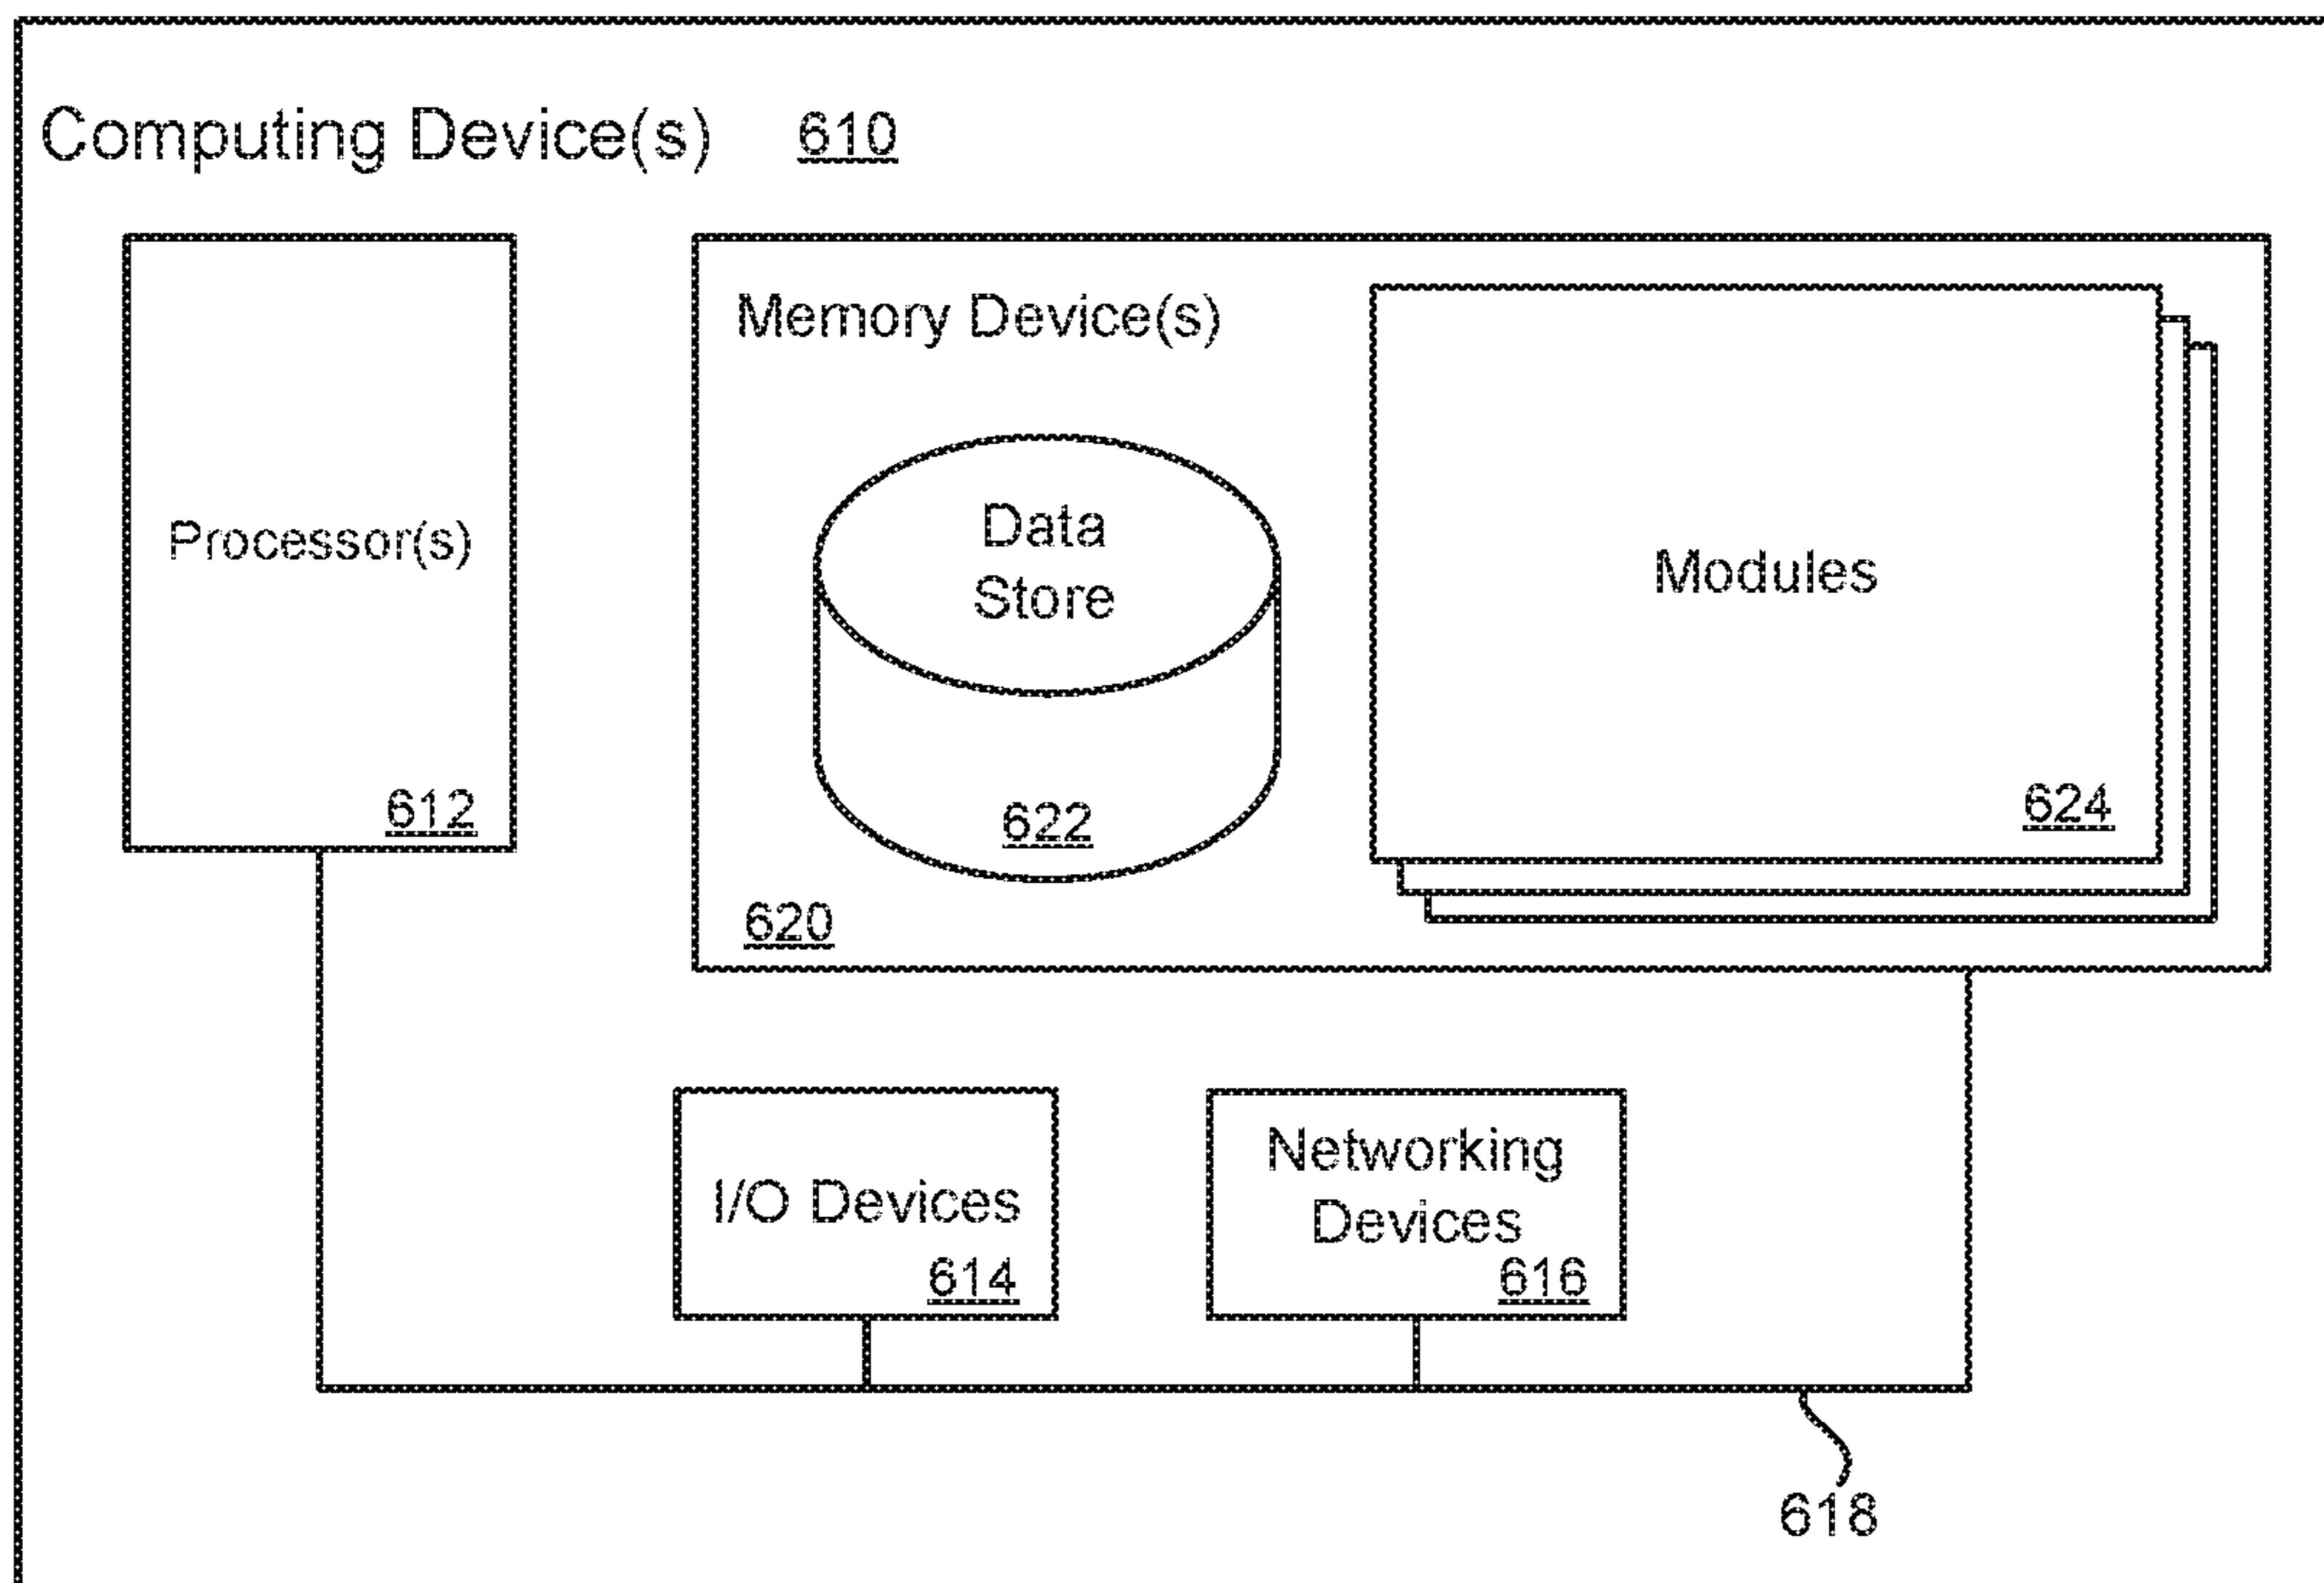 Computing Device(s) 610
Processor(s)
612
Memory Device(s)
Data
Store
622
620
Modules
624
I/O Devices
614
Networking
Devices
616
618